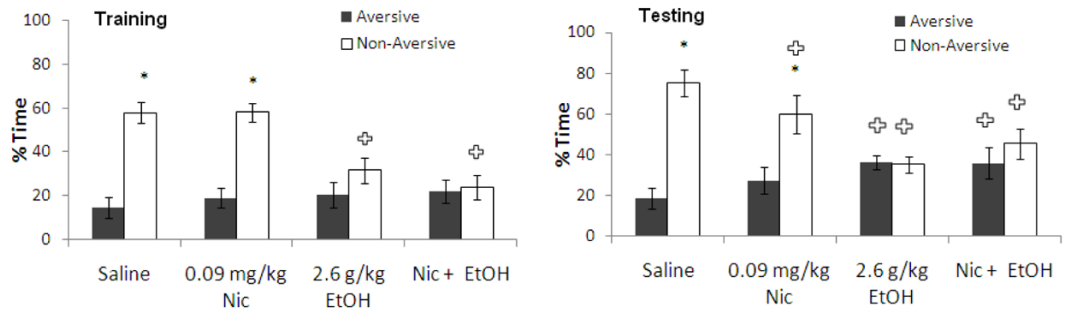 Training
Aversive
Non-Aversive
100%
80%
60%
40%
20%
0%
% Time
*
*
Saline
0.09 mg/kg
Nic
2.6 g/kg
EtOH
Nic + EtOH
Testing
Aversive
Non-Aversive
100
80
60
40
20
0
% Time
*
*
Saline
0.09 mg/kg
Nic
2.6 g/kg
EtOH
Nic + EtOH